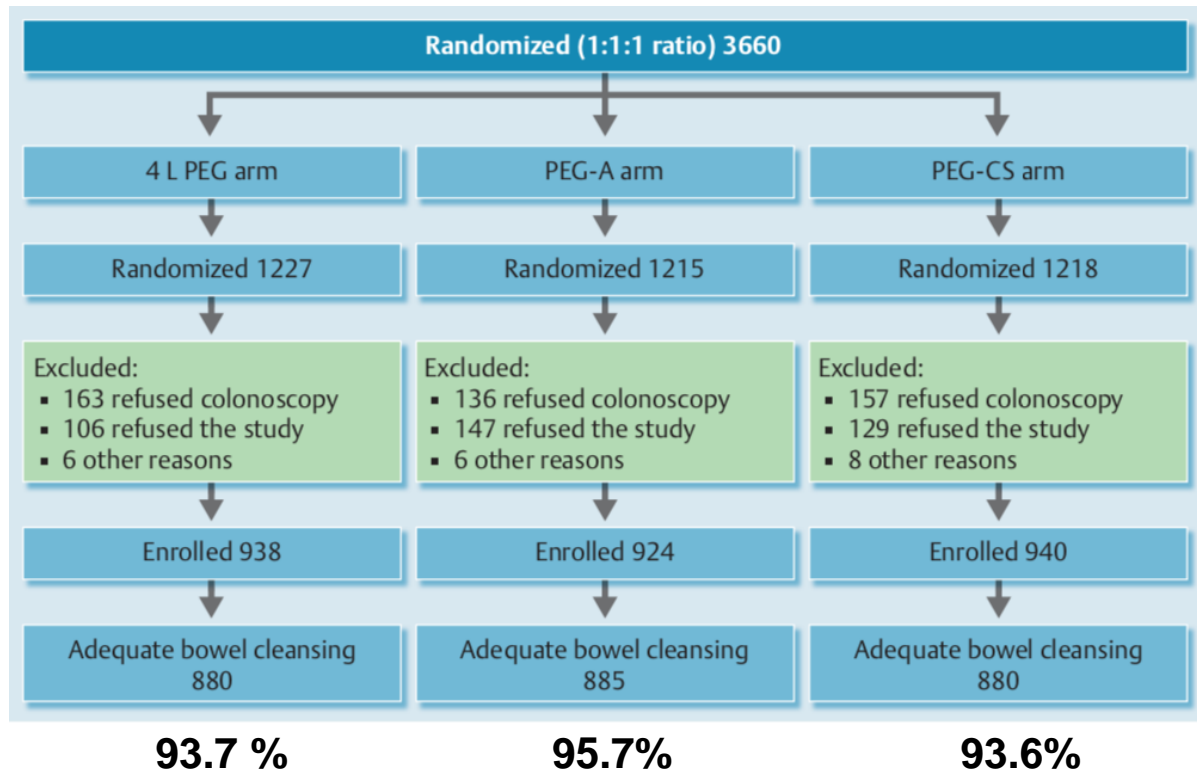 Randomized (1:1:1 ratio) 3660
4 L PEG arm
PEG-A arm
PEG-CS arm
Randomized 1227
Randomized 1215
Randomized 1218
Excluded:
▪ 163 refused colonoscopy
▪ 106 refused the study
▪ 6 other reasons
Excluded:
▪ 136 refused colonoscopy
▪ 147 refused the study
▪ 6 other reasons
Excluded:
▪ 157 refused colonoscopy
▪ 129 refused the study
▪ 8 other reasons
Enrolled 938
Enrolled 924
Enrolled 940
Adequate bowel cleansing
880
Adequate bowel cleansing
885
Adequate bowel cleansing
880
93.7 %
95.7%
93.6%